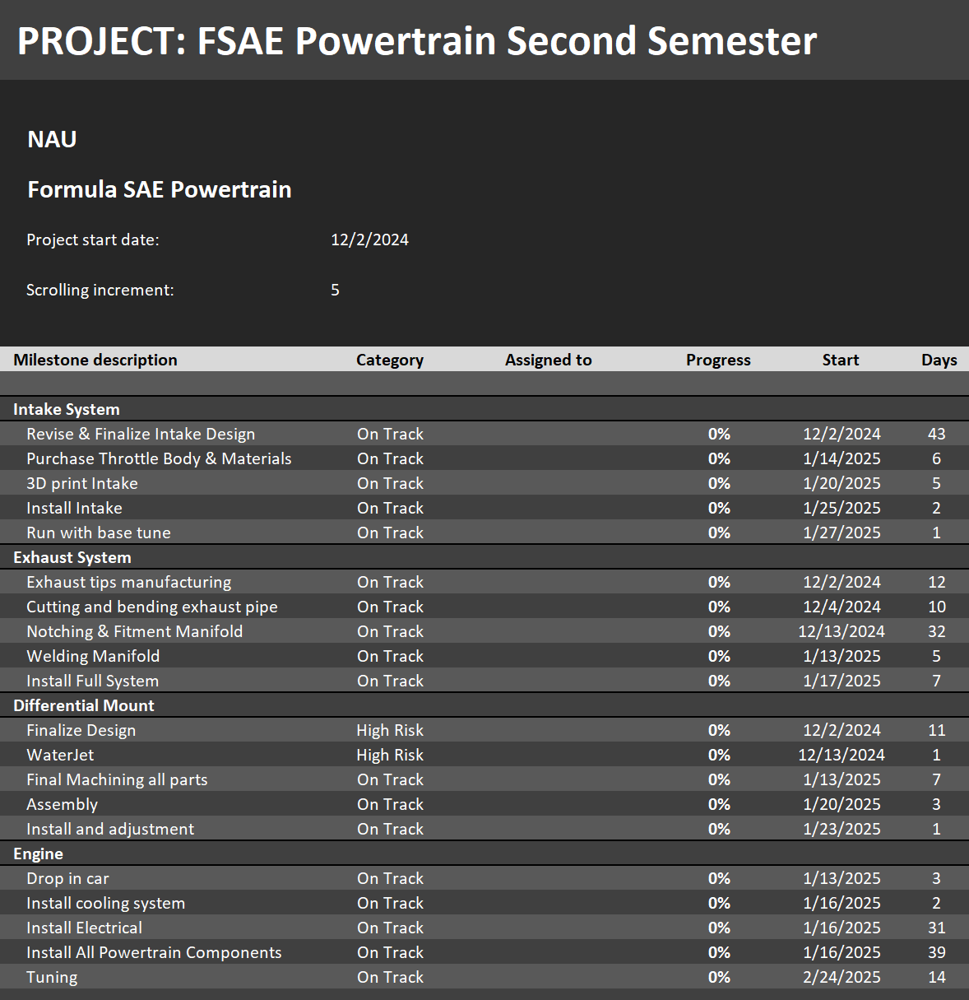 PROJECT: FSAE Powertrain Second Semester
NAU
Formula SAE Powertrain
Project start date: 12/2/2024
Scrolling increment: 5
Milestone description Category Assigned to Progress Start Days
Intake System
Revise & Finalize Intake Design On Track 0% 12/2/2024 43
Purchase Throttle Body & Materials On Track 0% 1/14/2025 6
3D print Intake On Track 0% 1/20/2025 5
Install Intake On Track 0% 1/25/2025 2
Run with base tune On Track 0% 1/27/2025 1
Exhaust System
Exhaust tips manufacturing On Track 0% 12/2/2024 12
Cutting and bending exhaust pipe On Track 0% 12/4/2024 10
Notching & Fitment Manifold On Track 0% 12/13/2024 32
Welding Manifold On Track 0% 1/13/2025 5
Install Full System On Track 0% 1/17/2025 7
Differential Mount
Finalize Design High Risk 0% 12/2/2024 11
WaterJet High Risk 0% 12/13/2024 1
Final Machining all parts On Track 0% 1/13/2025 7
Assembly On Track 0% 1/20/2025 3
Install and adjustment On Track 0% 1/23/2025 1
Engine
Drop in car On Track 0% 1/13/2025 3
Install cooling system On Track 0% 1/16/2025 2
Install Electrical On Track 0% 1/16/2025 31
Install All Powertrain Components On Track 0% 1/16/2025 39
Tuning On Track 0% 2/24/2025 14